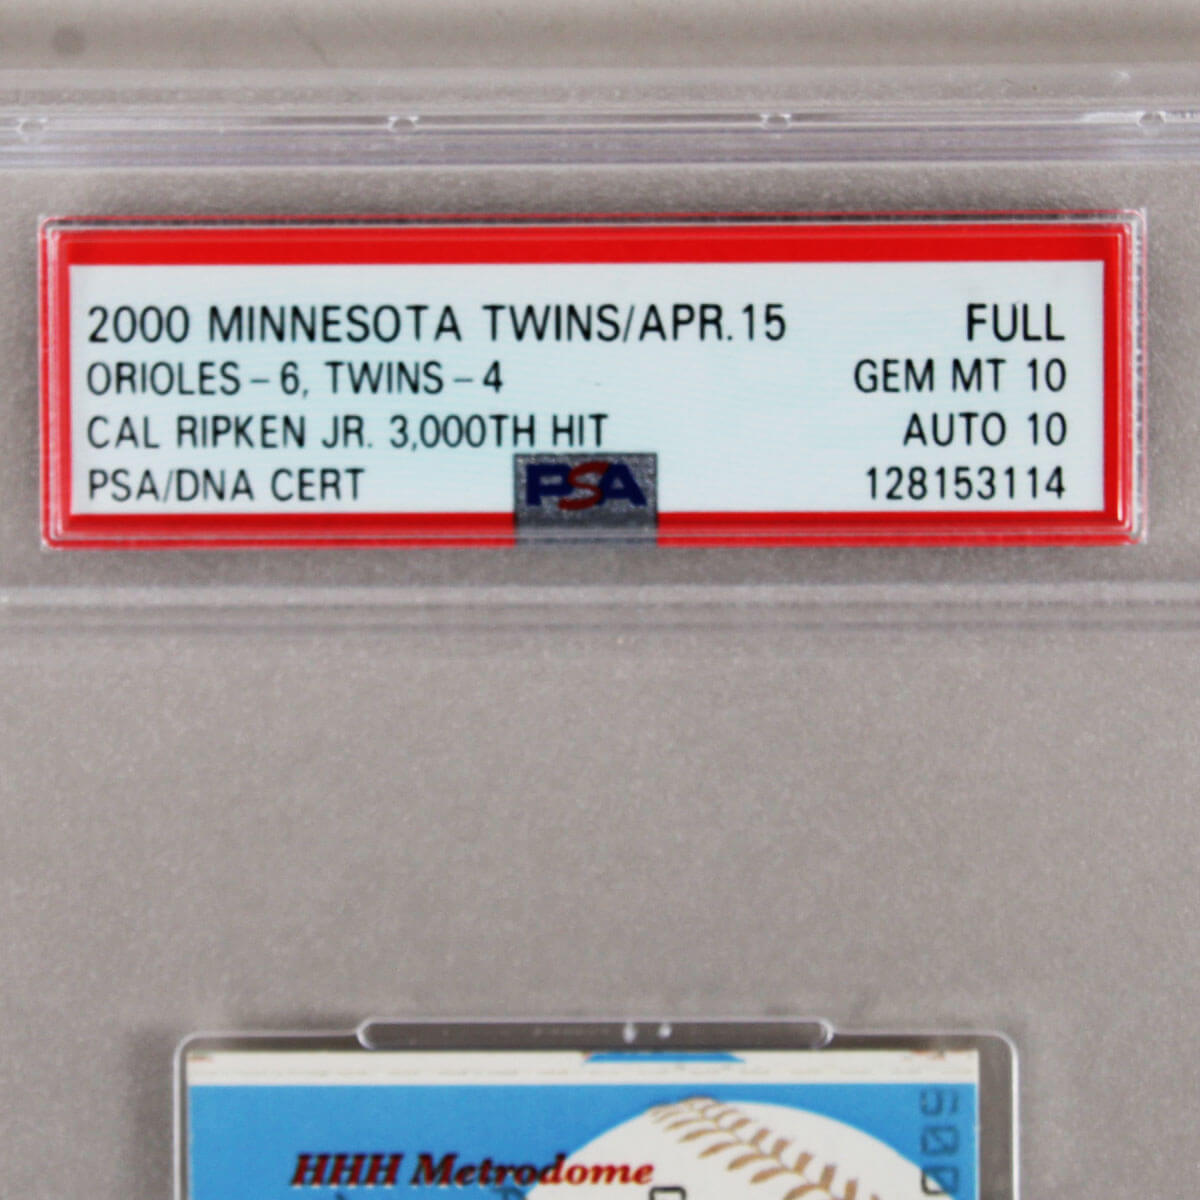 2000 MINNESOTA TWINS/APR.15 FULL
ORIOLES - 6, TWINS - 4 GEM MT 10
CAL RIPKEN JR. 3,000TH HIT AUTO 10
PSA/DNA CERT PSA 128153114
HHH Metrodome